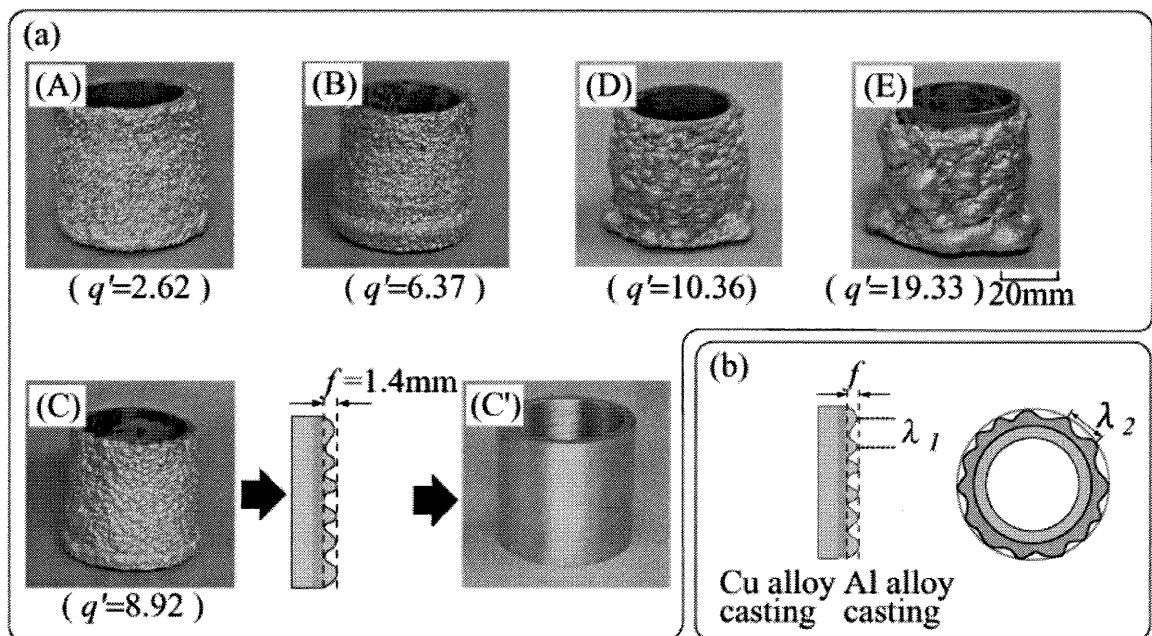 (a)
(A)
(B)
(D)
(E)
( q'=2.62 )
( q'=6.37)
( q'=10.36)
( q'=19.33)
20mm
(C)
f=1.4mm
(C')
( q'=8.92 )
(b)
f
λ1
λ2
Cu alloy casting
Al alloy casting